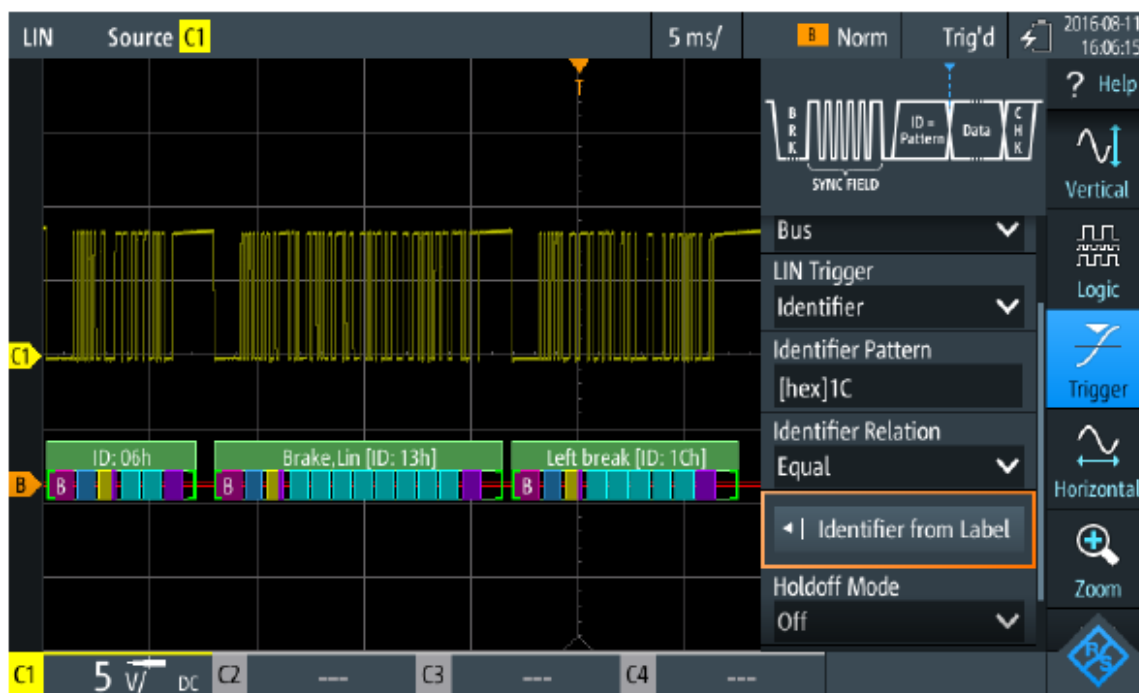 LIN Source C1 5 ms/ B Norm Trig'd 2016-08-11
16:06:15
? Help
T
BRK ID = Pattern Data CHK
SYNC FIELD
Vertical
Bus
LIN Trigger
Identifier
Logic
Identifier Pattern
[hex]1C
C1
Trigger
Identifier Relation
Equal
ID: 06h Brake,Lin [ID: 13h] Left break [ID: 1Ch]
B B B B
Horizontal
Identifier from Label
Holdoff Mode
Off
Zoom
R&S
C1 5 V/ DC C2 --- C3 --- C4 ---